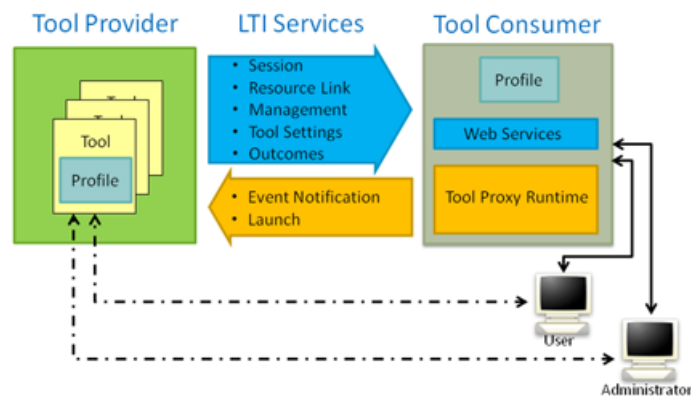 Tool Provider
LTI Services
Tool Consumer
Tool
Profile
• Session
• Resource Link
• Management
• Tool Settings
• Outcomes
• Event Notification
• Launch
Profile
Web Services
Tool Proxy Runtime
User
Administrator